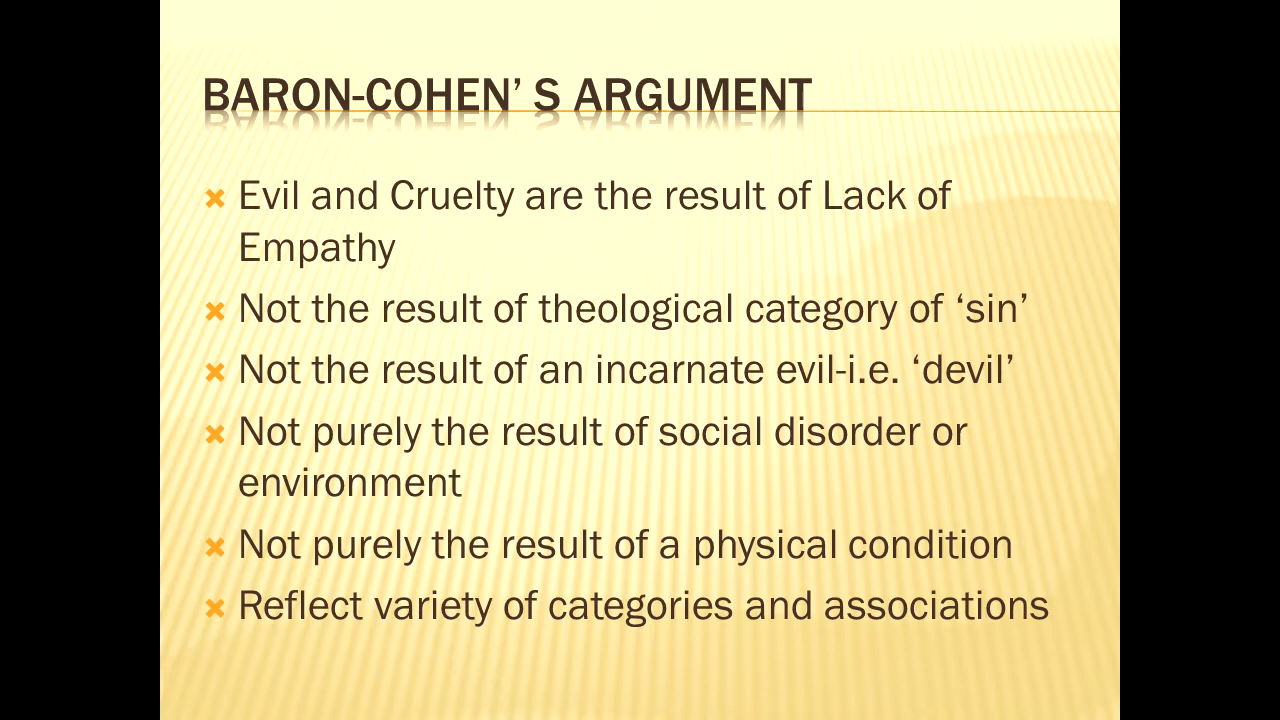 BARON-COHEN’ S ARGUMENT
Evil and Cruelty are the result of Lack of
Empathy
Not the result of theological category of ‘sin’
Not the result of an incarnate evil-i.e. ‘devil’
Not purely the result of social disorder or
environment
Not purely the result of a physical condition
Reflect variety of categories and associations